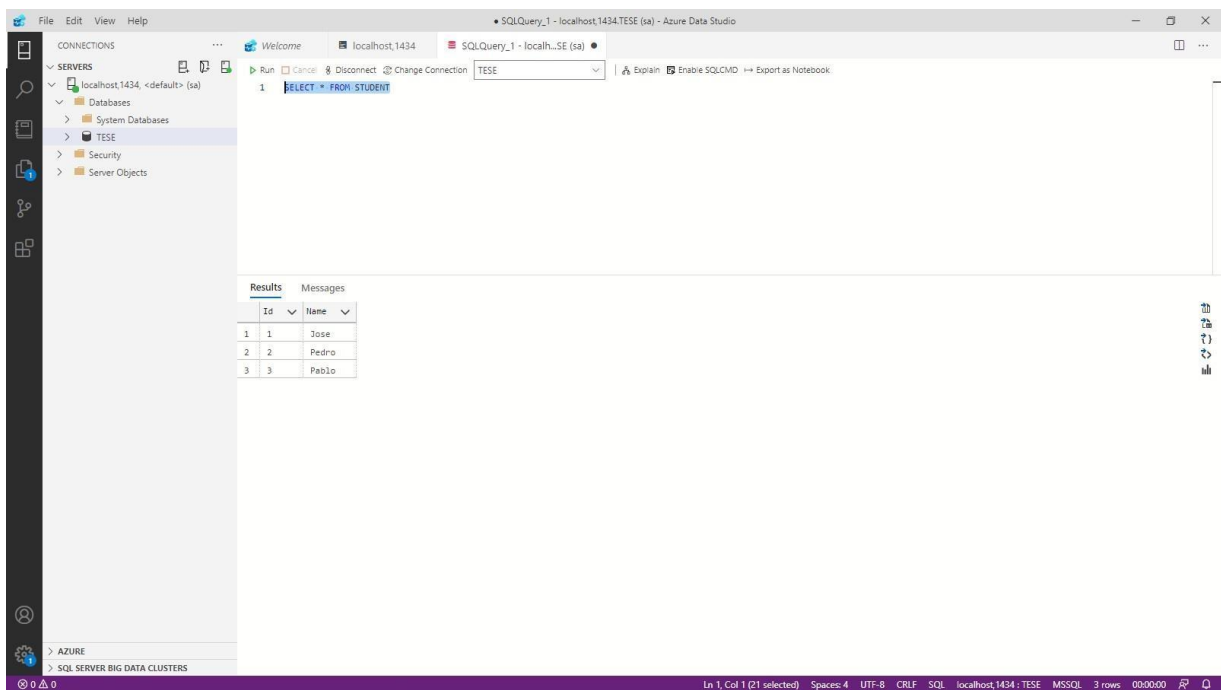 File Edit View Help
● SQLQuery_1 - localhost,1434.TESE (sa) - Azure Data Studio
CONNECTIONS ...
Welcome
localhost,1434
SQLQuery_1 - localh...SE (sa) ●
SERVERS
Run Cancel Disconnect Change Connection TESE Explain Enable SQLCMD Export as Notebook
localhost,1434, <default> (sa)
1 SELECT * FROM STUDENT
Databases
System Databases
TESE
Security
Server Objects
1
Results Messages
Id Name
1 1 Jose
2 2 Pedro
3 3 Pablo
AZURE
1
SQL SERVER BIG DATA CLUSTERS
0 0
Ln 1, Col 1 (21 selected) Spaces: 4 UTF-8 CRLF SQL localhost,1434 : TESE MSSQL 3 rows 00:00:00